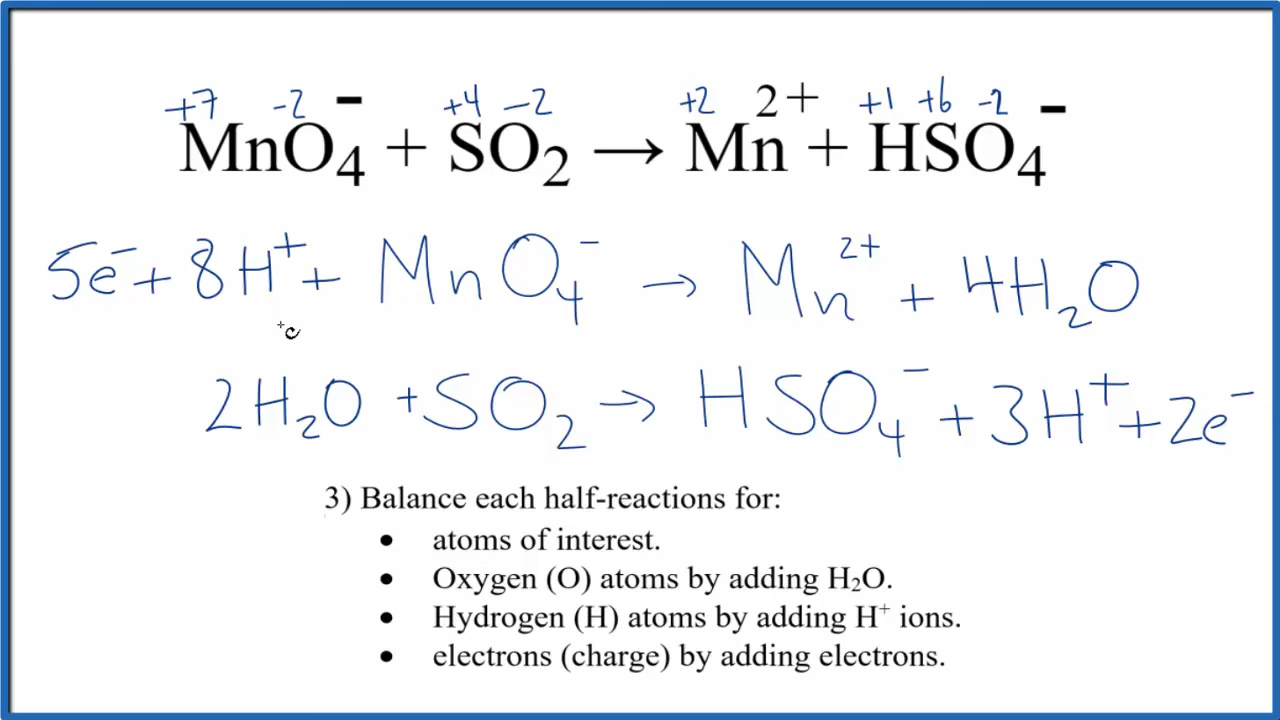 +7 -2 +4 -2 +2 +1 +6 -2
MnO₄⁻ + SO₂ → Mn²⁺ + HSO₄⁻
5e⁻ + 8H⁺ + MnO₄⁻ → Mn²⁺ + 4H₂O
2H₂O + SO₂ → HSO₄⁻ + 3H⁺ + 2e⁻
3) Balance each half-reactions for:
• atoms of interest.
• Oxygen (O) atoms by adding H₂O.
• Hydrogen (H) atoms by adding H⁺ ions.
• electrons (charge) by adding electrons.